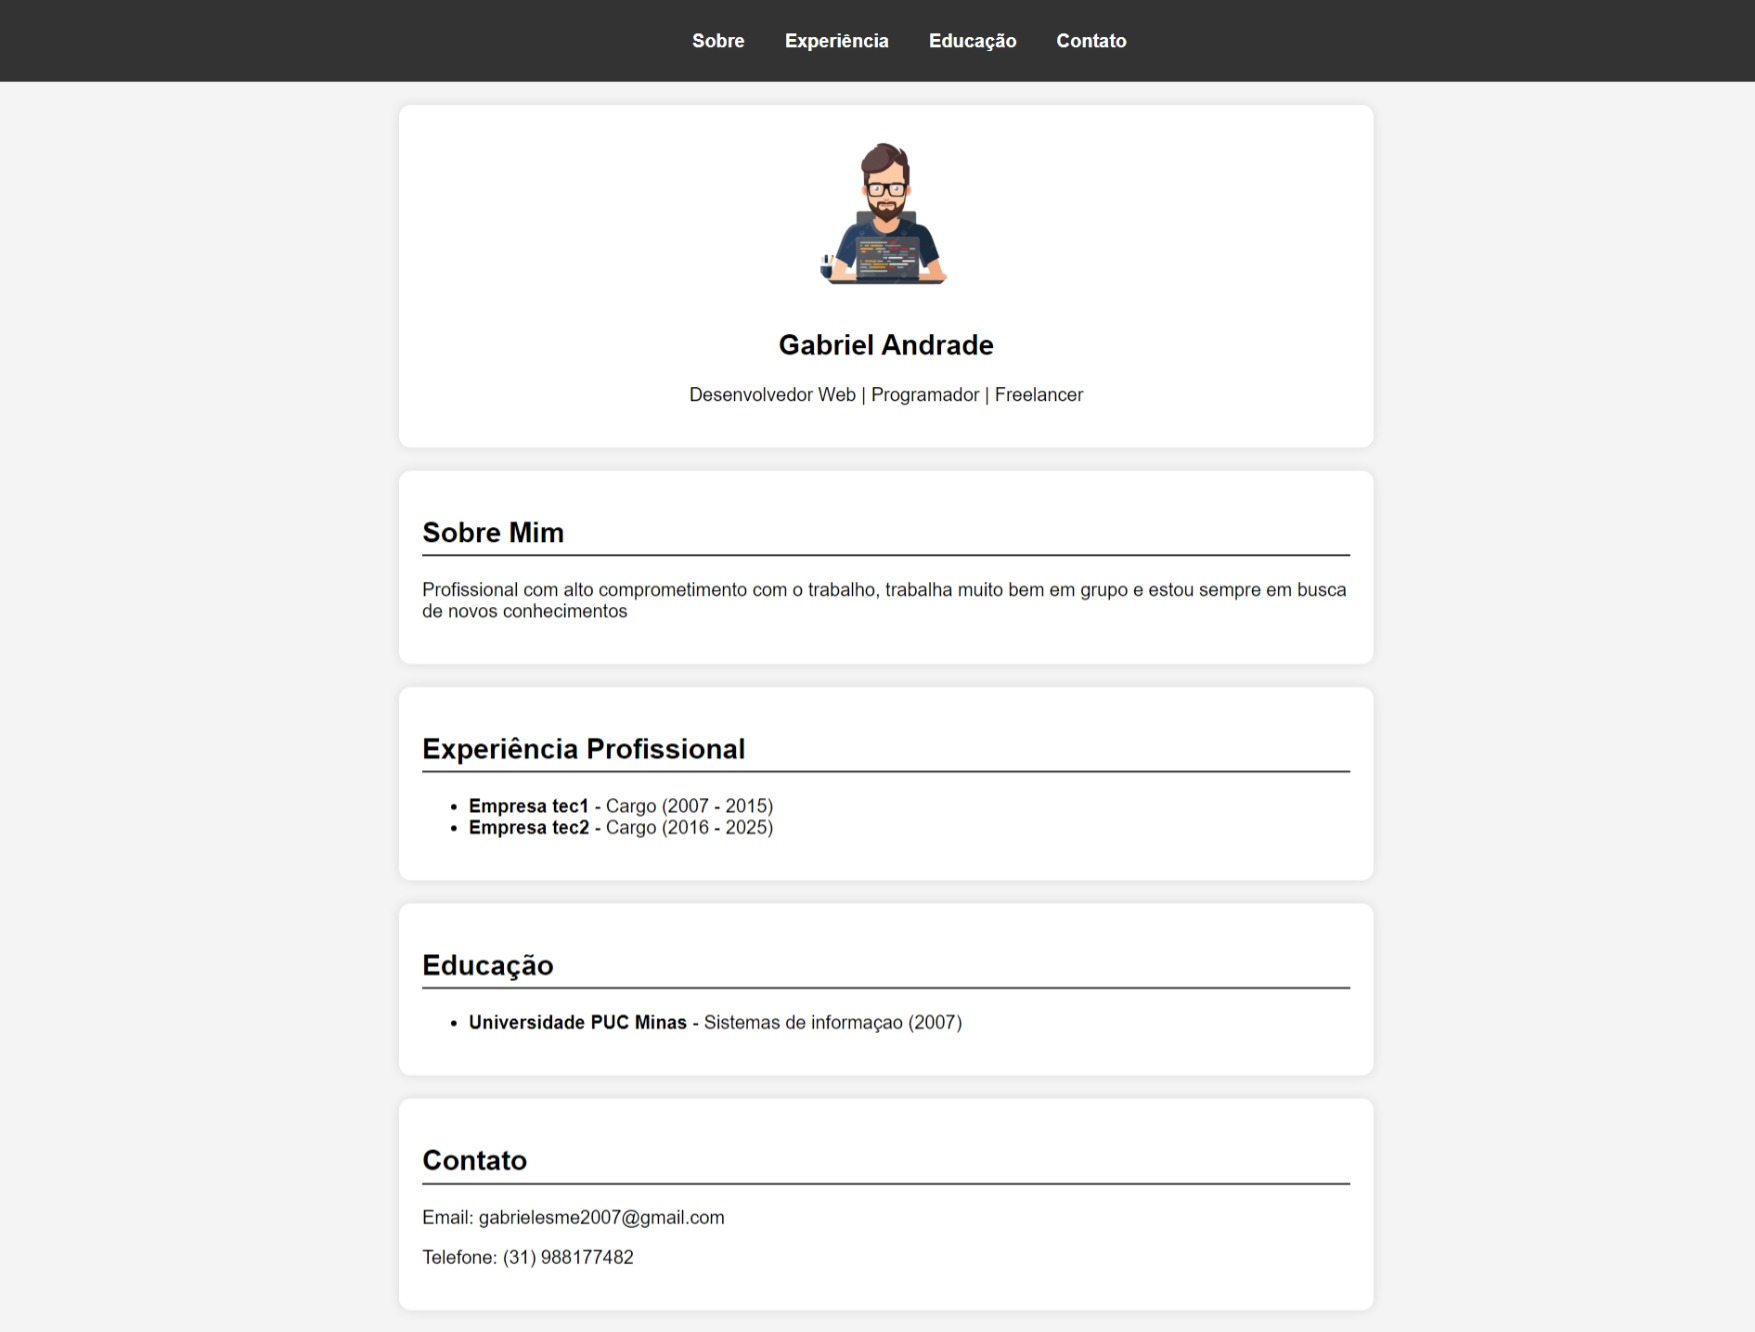 Sobre Experiência Educação Contato
Gabriel Andrade
Desenvolvedor Web | Programador | Freelancer
Sobre Mim
Profissional com alto comprometimento com o trabalho, trabalha muito bem em grupo e estou sempre em busca
de novos conhecimentos
Experiência Profissional
• Empresa tec1 - Cargo (2007 - 2015)
• Empresa tec2 - Cargo (2016 - 2025)
Educação
• Universidade PUC Minas - Sistemas de informaçao (2007)
Contato
Email: gabrielesme2007@gmail.com
Telefone: (31) 988177482